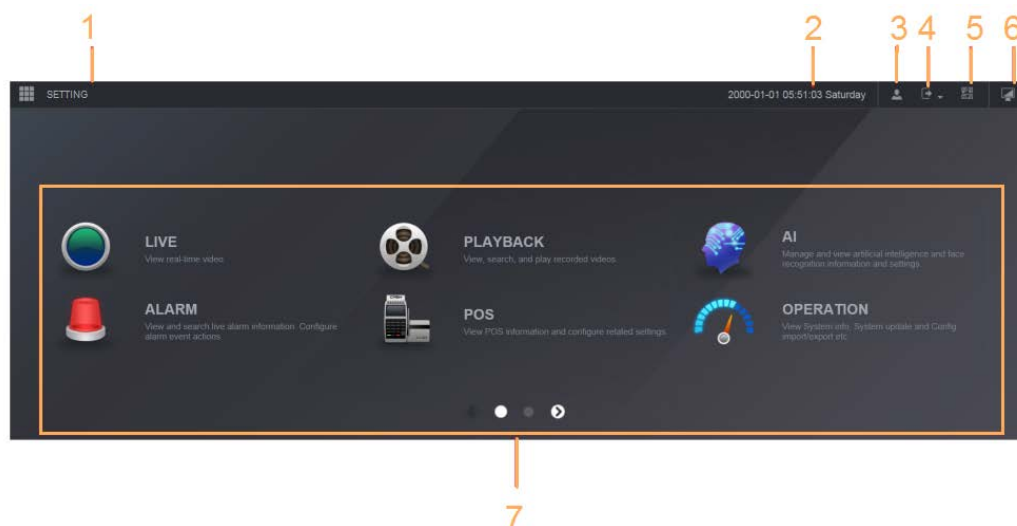 1
2
3
4
5
6
SETTING
2000-01-01 05:51:03 Saturday
LIVE
View real-time video
PLAYBACK
View, search, and play recorded videos
AI
Manage and view artificial intelligence and face
recognition information and settings.
ALARM
View and search live alarm information. Configure
alarm event actions
POS
View POS information and configure related settings
OPERATION
View System info, System update and Config
import/export etc
7